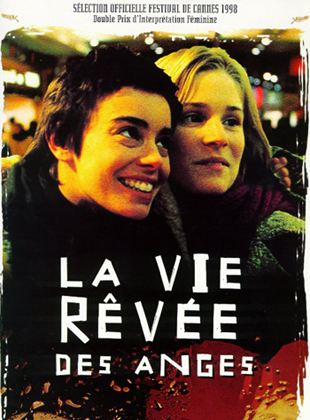 SÉLECTION OFFICIELLE FESTIVAL DE CANNES 1998
Double Prix d'Interprétation Féminine
LA VIE
RÊVÉE
DES ANGES